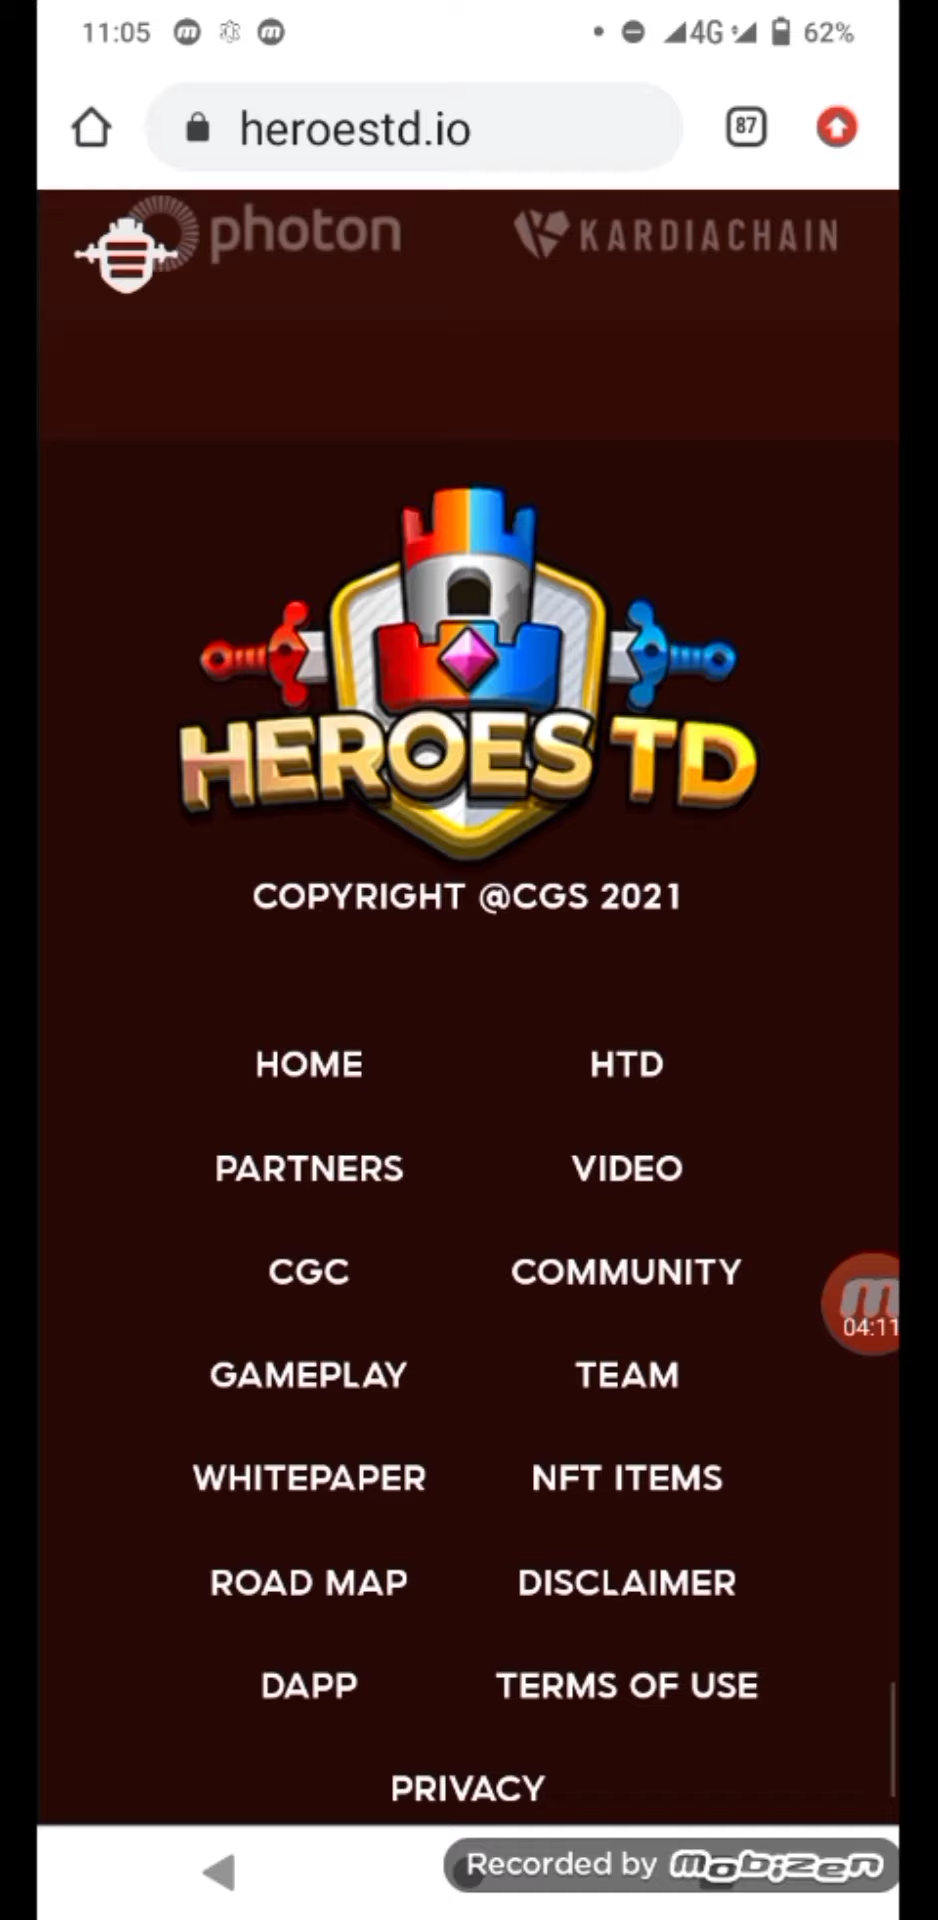 11:05 4G 62%
heroestd.io 87
photon KARDIACHAIN
HEROES TD
COPYRIGHT @CGS 2021
HOME HTD
PARTNERS VIDEO
CGC COMMUNITY
m
04:11
GAMEPLAY TEAM
WHITEPAPER NFT ITEMS
ROAD MAP DISCLAIMER
DAPP TERMS OF USE
PRIVACY
Recorded by mobizen